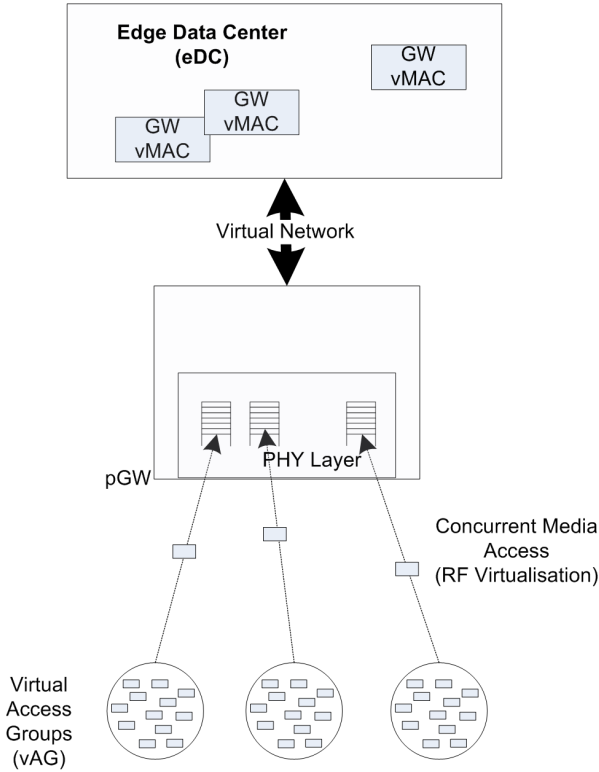 Edge Data Center
(eDC)
GW
vMAC
GW
vMAC
GW
vMAC
Virtual Network
PHY Layer
pGW
Concurrent Media
Access
(RF Virtualisation)
Virtual
Access
Groups
(vAG)